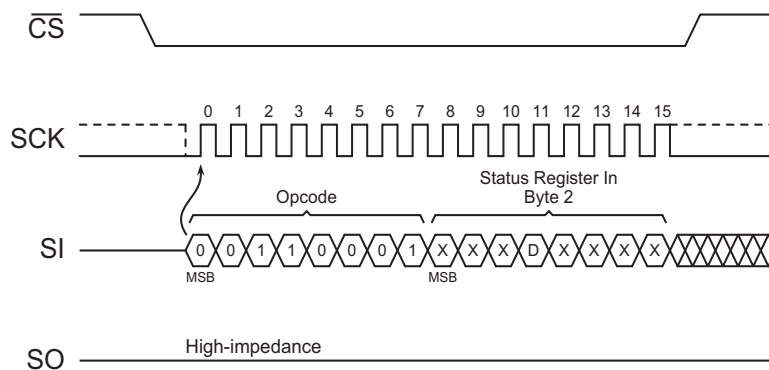 CS
0 1 2 3 4 5 6 7 8 9 10 11 12 13 14 15
SCK
Status Register In
Opcode Byte 2
SI 0 0 1 1 0 0 0 1 X X X D X X X X
MSB MSB
High-impedance
SO